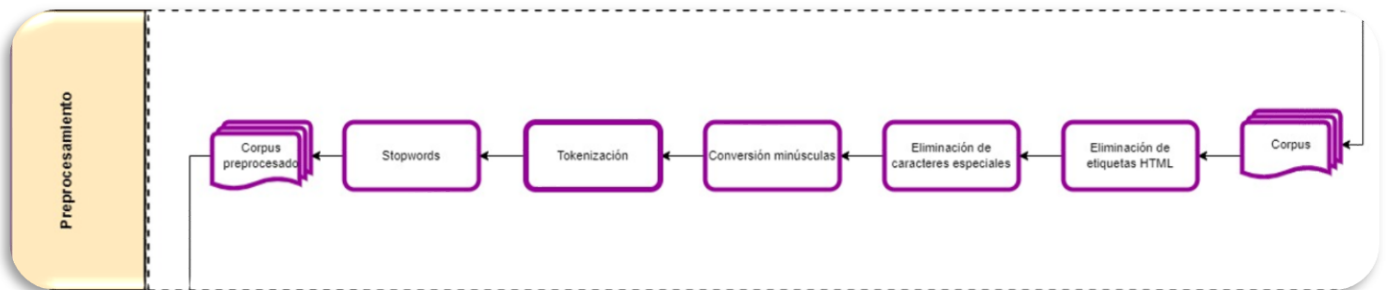 Preprocesamiento
Corpus
preprocesado
Stopwords
Tokenización
Conversión minúsculas
Eliminación de
caracteres especiales
Eliminación de
etiquetas HTML
Corpus